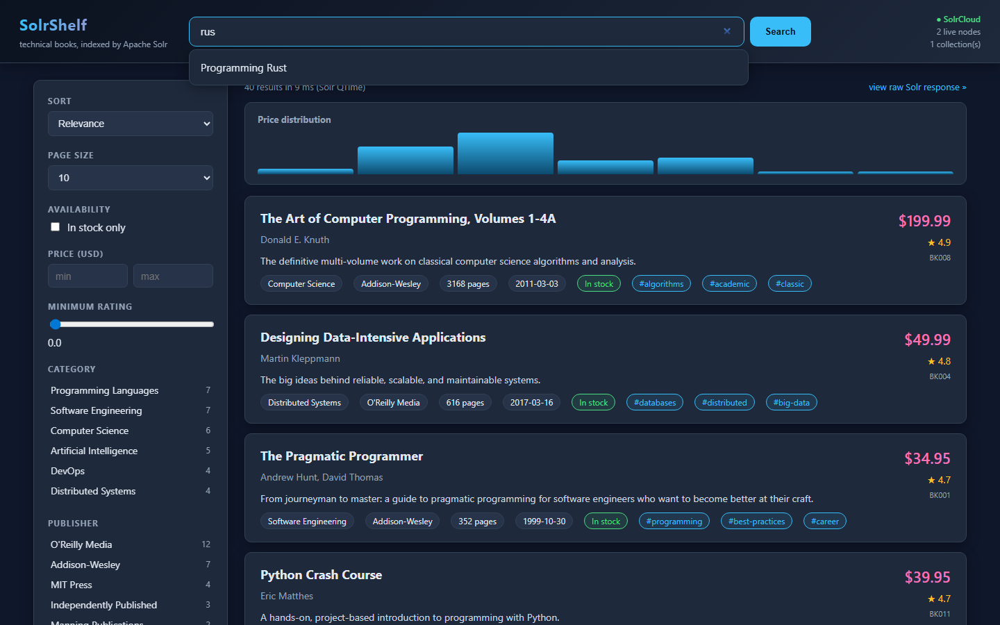 SolrShelf
technical books, indexed by Apache Solr
rus
Search
● SolrCloud
2 live nodes
1 collection(s)
Programming Rust
40 results in 9 ms (Solr QTime)
view raw Solr response »
SORT
Relevance
PAGE SIZE
10
AVAILABILITY
In stock only
PRICE (USD)
min
max
MINIMUM RATING
0.0
CATEGORY
Programming Languages 7
Software Engineering 7
Computer Science 6
Artificial Intelligence 5
DevOps 4
Distributed Systems 4
PUBLISHER
O'Reilly Media 12
Addison-Wesley 7
MIT Press 4
Independently Published 3
Manning Publications 2
Price distribution
The Art of Computer Programming, Volumes 1-4A
$199.99
Donald E. Knuth
★ 4.9
The definitive multi-volume work on classical computer science algorithms and analysis.
BK008
Computer Science Addison-Wesley 3168 pages 2011-03-03 In stock #algorithms #academic #classic
Designing Data-Intensive Applications
$49.99
Martin Kleppmann
★ 4.8
The big ideas behind reliable, scalable, and maintainable systems.
BK004
Distributed Systems O'Reilly Media 616 pages 2017-03-16 In stock #databases #distributed #big-data
The Pragmatic Programmer
$34.95
Andrew Hunt, David Thomas
★ 4.7
From journeyman to master: a guide to pragmatic programming for software engineers who want to become better at their craft.
BK001
Software Engineering Addison-Wesley 352 pages 1999-10-30 In stock #programming #best-practices #career
Python Crash Course
$39.95
Eric Matthes
★ 4.7
A hands-on, project-based introduction to programming with Python.
BK011